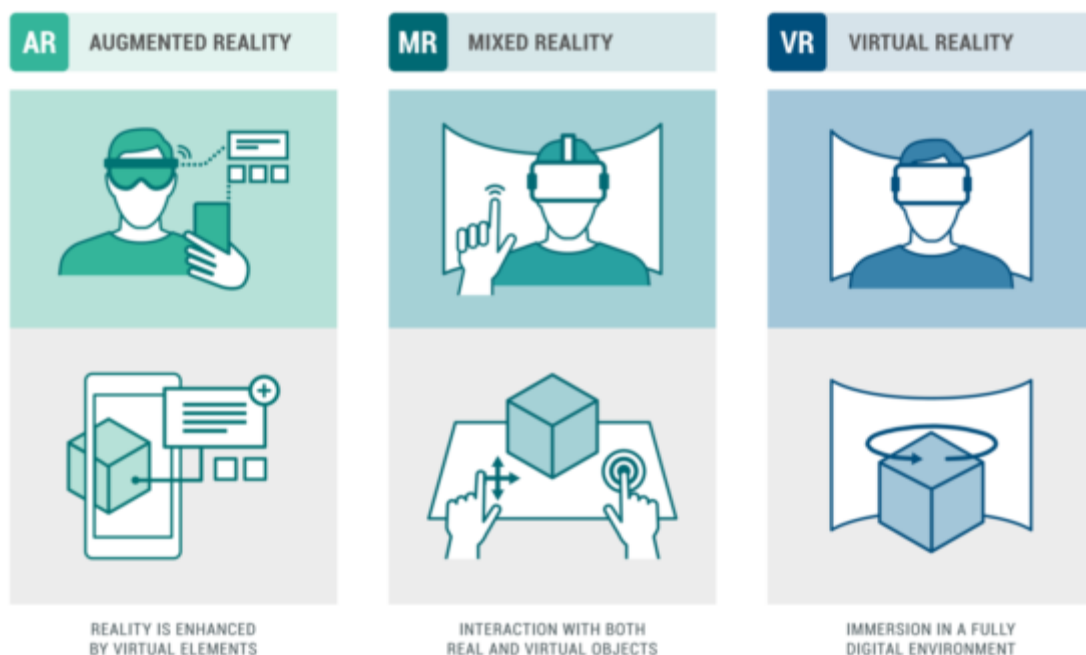 AR AUGMENTED REALITY
MR MIXED REALITY
VR VIRTUAL REALITY
REALITY IS ENHANCED
BY VIRTUAL ELEMENTS
INTERACTION WITH BOTH
REAL AND VIRTUAL OBJECTS
IMMERSION IN A FULLY
DIGITAL ENVIRONMENT